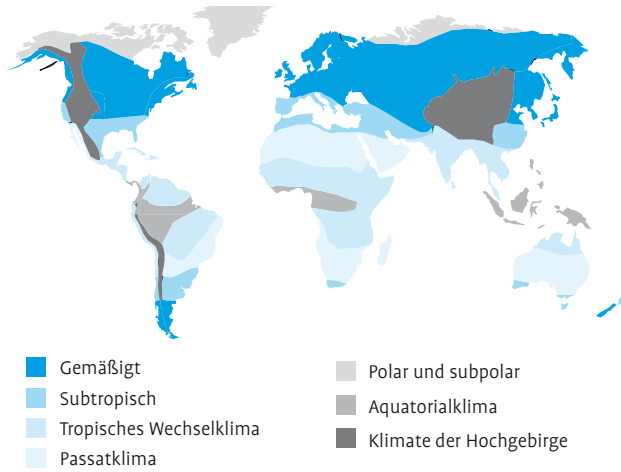 Gemäßigt
Subtropisch
Tropisches Wechselklima
Passatklima
Polar und subpolar
Aquatorialklima
Klimate der Hochgebirge